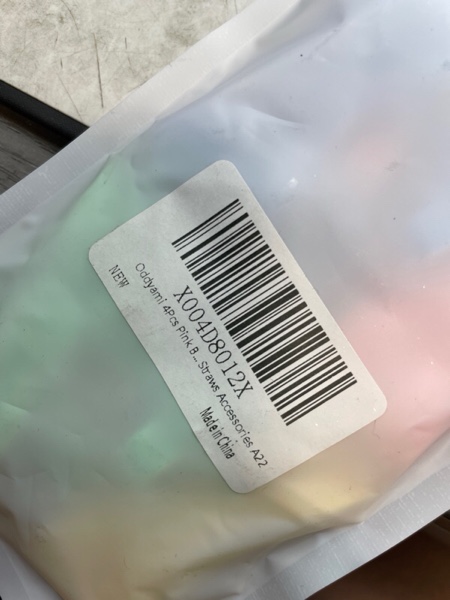 X004D8012X
Oddyami 4Pcs Pink B... Straws Accessories A22
NEW
Made in China